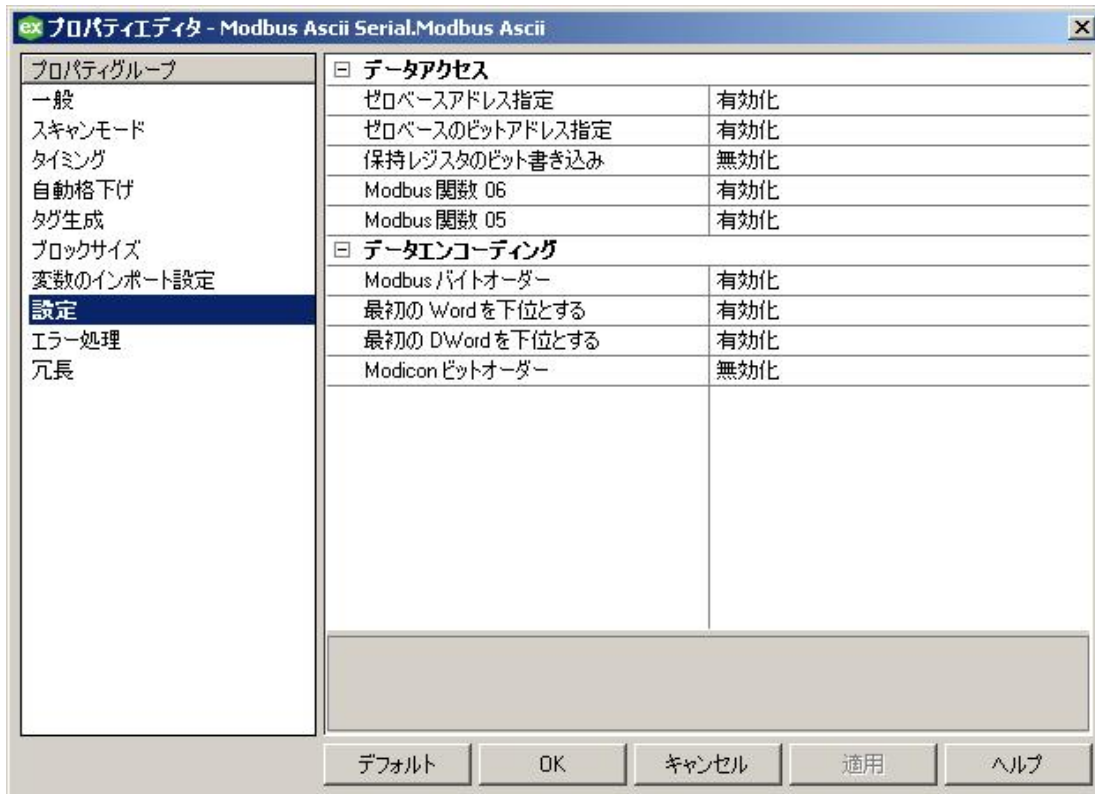 ex プロパティエディタ - Modbus Ascii Serial.Modbus Ascii
プロパティグループ
一般
スキャンモード
タイミング
自動格下げ
タグ生成
ブロックサイズ
変数のインポート設定
設定
エラー処理
冗長
データアクセス
ゼロベースアドレス指定 有効化
ゼロベースのビットアドレス指定 有効化
保持レジスタのビット書き込み 無効化
Modbus 関数 06 有効化
Modbus 関数 05 有効化
データエンコーディング
Modbus バイトオーダー 有効化
最初の Word を下位とする 有効化
最初の DWord を下位とする 有効化
Modicon ビットオーダー 無効化
デフォルト OK キャンセル 適用 ヘルプ